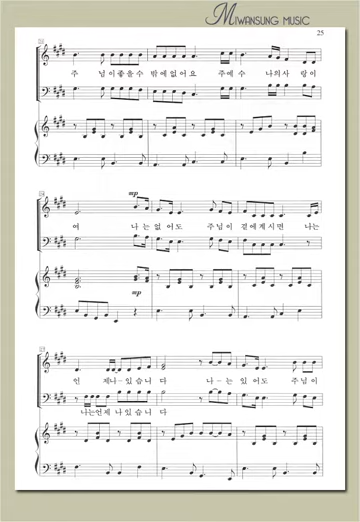 MIWANSUNG MUSIC
25
주 님이좋을수 밖에없어요 주예수 나의사 랑이
mp
여 나는없어도 주님이 곁에계시면 나는
mp
언 제나-있습니 다 나-는 있어도 주님이
나는언제 나있습니 다